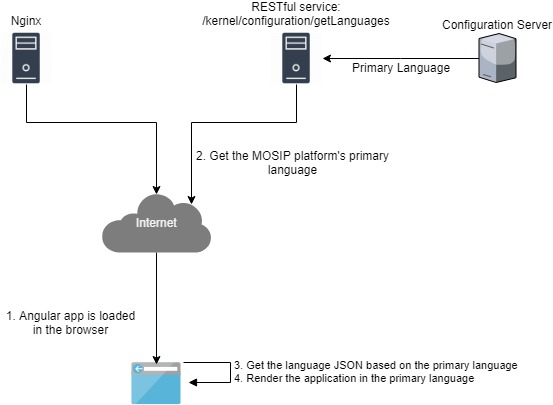 Nginx
RESTful service:
/kernel/configuration/getLanguages
Configuration Server
Primary Language
2. Get the MOSIP platform's primary
language
Internet
1. Angular app is loaded
in the browser
3. Get the language JSON based on the primary language
4. Render the application in the primary language